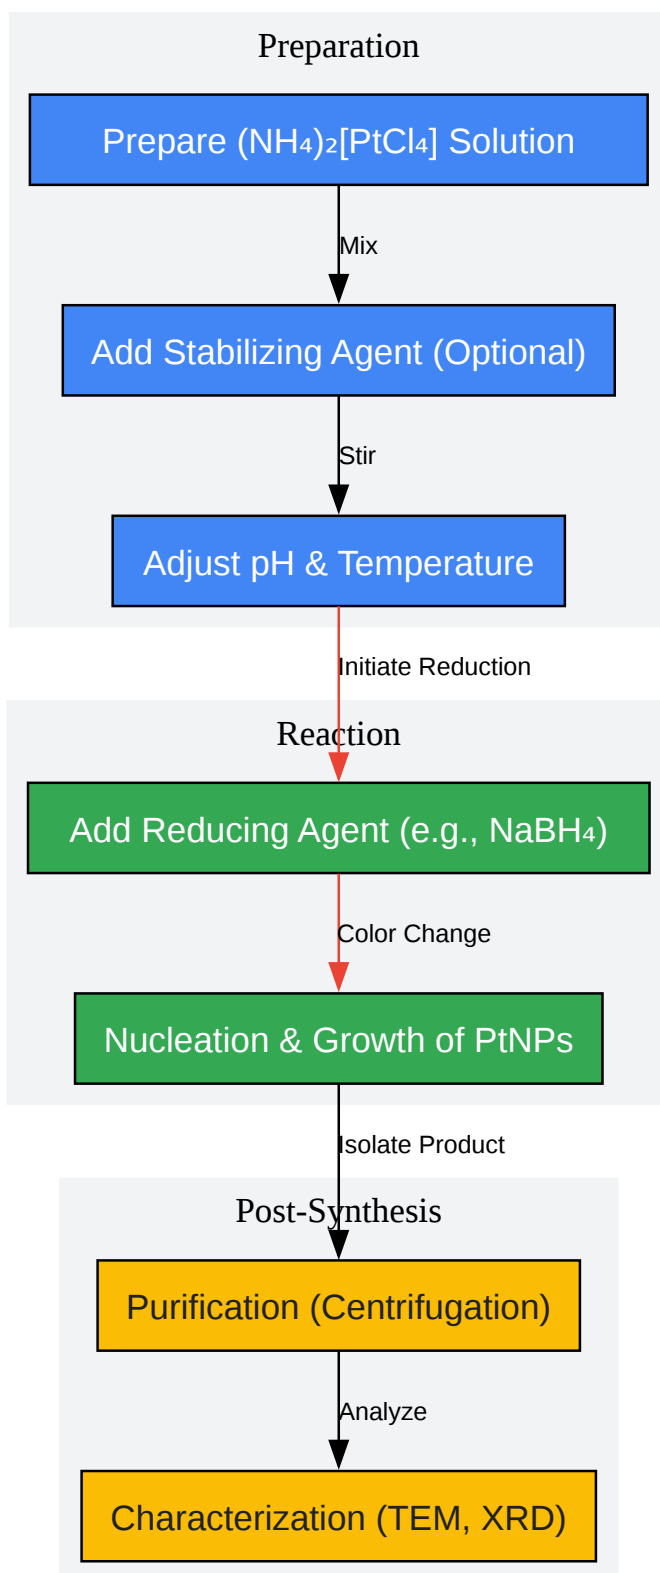 Preparation
Prepare (NH₄)₂[PtCl₄] Solution
Mix
Add Stabilizing Agent (Optional)
Stir
Adjust pH & Temperature
Initiate Reduction
Reaction
Add Reducing Agent (e.g., NaBH₄)
Color Change
Nucleation & Growth of PtNPs
Isolate Product
Post-Synthesis
Purification (Centrifugation)
Analyze
Characterization (TEM, XRD)